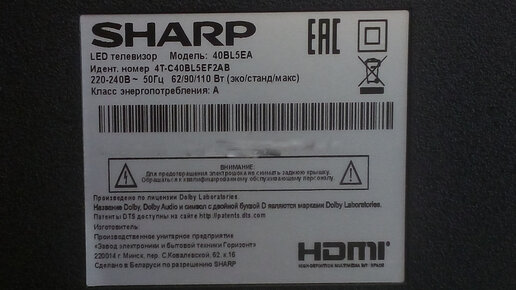 SHARP
EAC
LED телевизор Модель: 40BL5EA
Идент. номер 4T-C40BL5EF2AB
220-240В ~ 50Гц 62/90/110 Вт (эко/станд/макс)
Класс энергопотребления: А
ВНИМАНИЕ:
Для предотвращения электрошока не снимать заднюю крышку.
Обращаться к квалифицированному обслуживающему персоналу.
Произведено по лицензии Dolby Laboratories
Название Dolby, Dolby Audio и символ с двойной буквой D являются марками Dolby Laboratories.
Патенты DTS доступны на сайте http://patents.dts.com
Изготовитель:
Производственное унитарное предприятие
«Завод электроники и бытовой техники Горизонт»
220014 г. Минск, пер. С.Ковалевской, 62, к.16
Сделано в Беларуси по разрешению SHARP
HDMI
HIGH-DEFINITION MULTIMEDIA